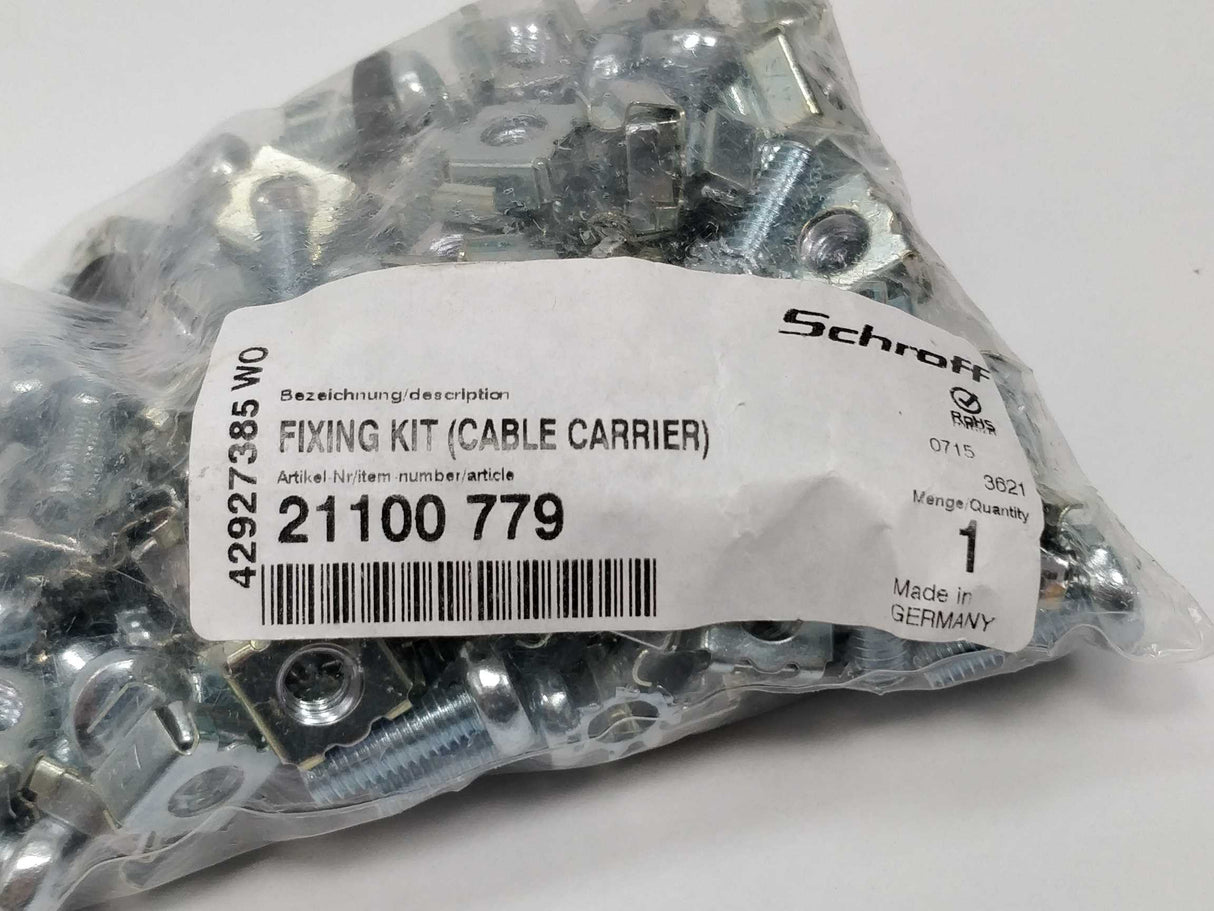 Schroff
42927385 WO
Bezeichnung/description
FIXING KIT (CABLE CARRIER)
Artikel-Nr/item-number/article
21100 779
RoHS
0715
3621
Menge/Quantity
1
Made in
GERMANY